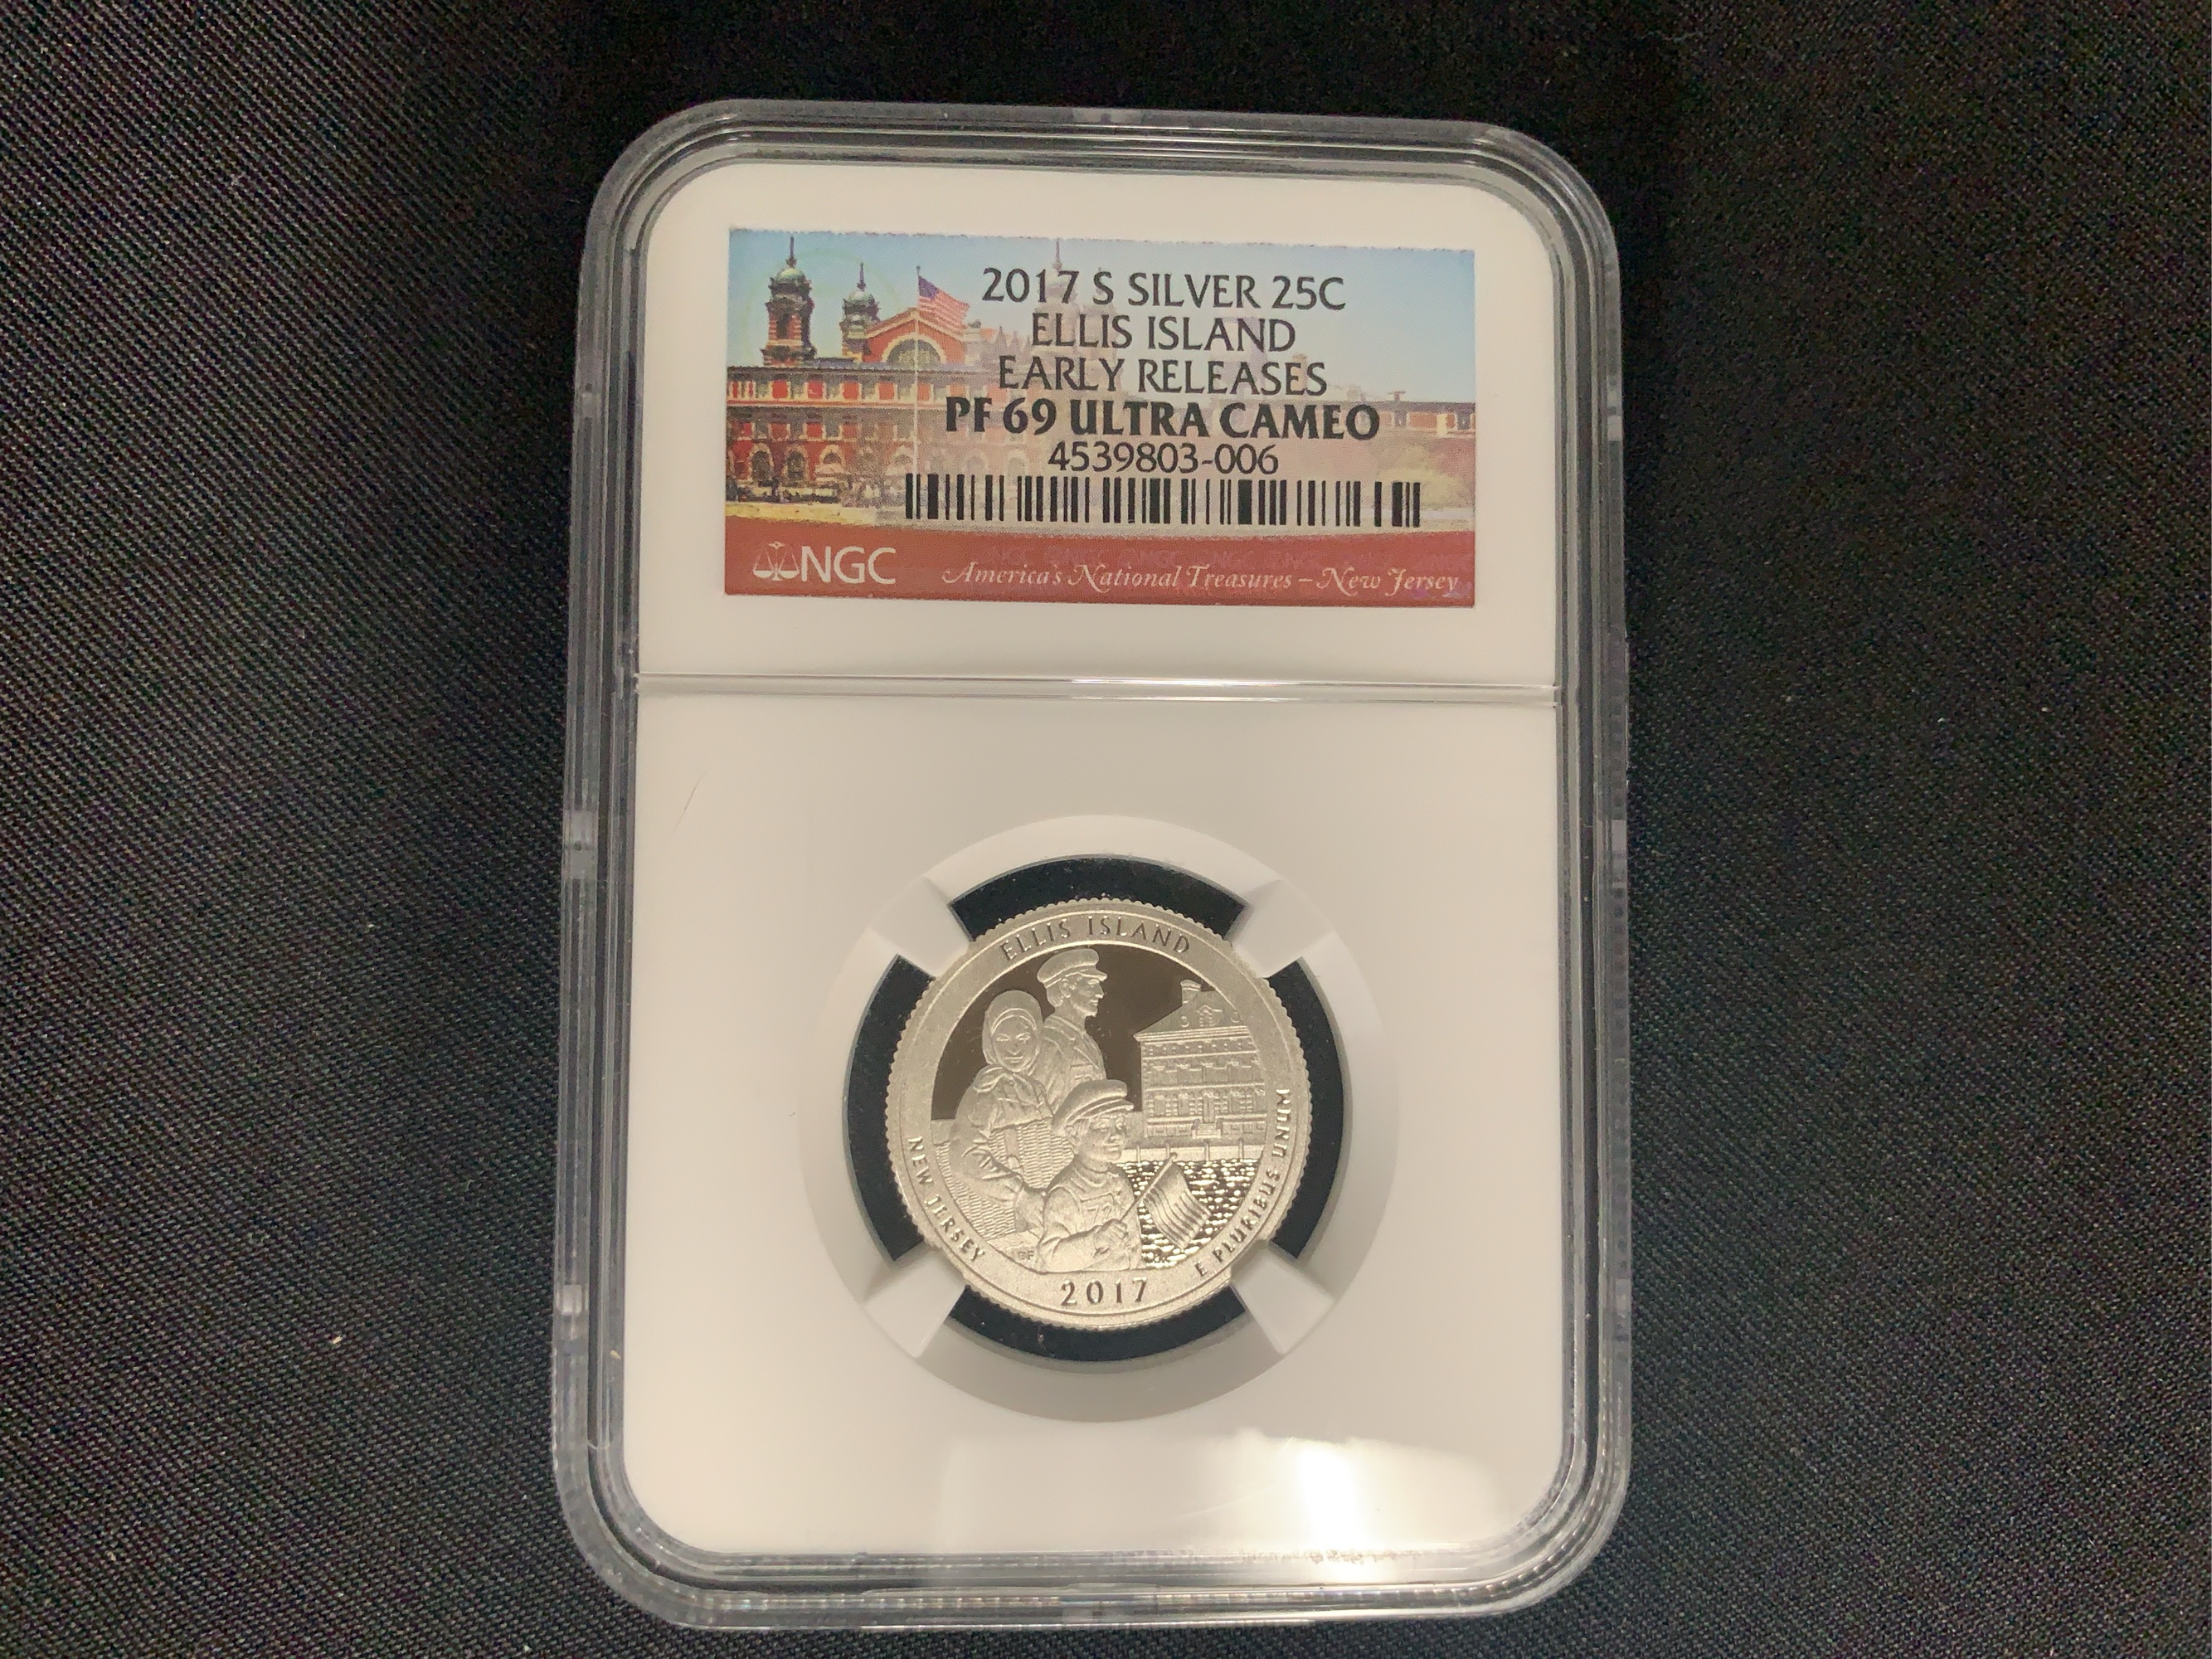 2017 S SILVER 25C
ELLIS ISLAND
EARLY RELEASES
PF 69 ULTRA CAMEO
4539803-006
NGC
America's National Treasures – New Jersey
ELLIS ISLAND
NEW JERSEY
2017
E PLURIBUS UNUM